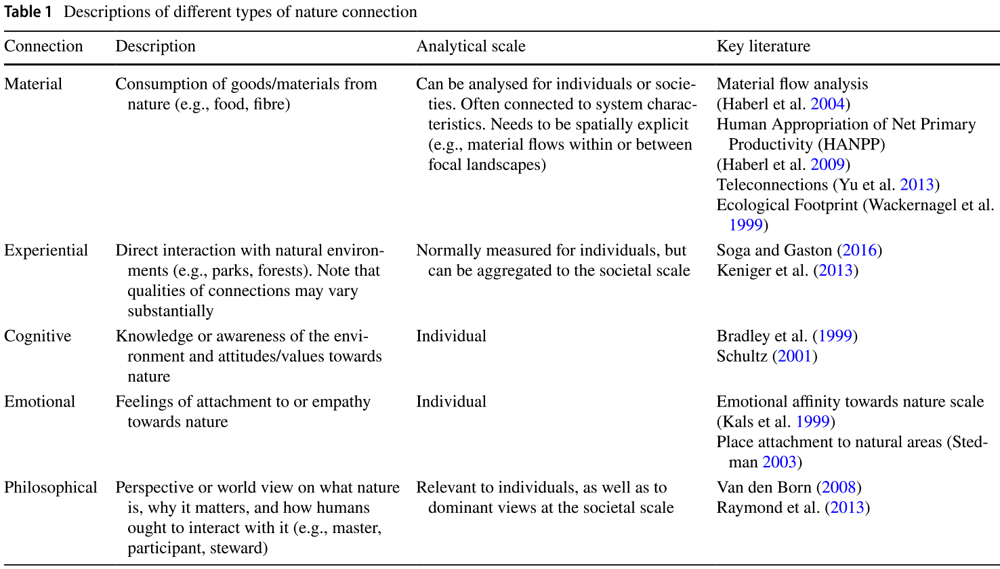 Table 1 Descriptions of different types of nature connection
Connection Description Analytical scale Key literature
Material
Consumption of goods/materials from
nature (e.g., food, fibre)
Can be analysed for individuals or socie-
ties. Often connected to system charac-
teristics. Needs to be spatially explicit
(e.g., material flows within or between
focal landscapes)
Material flow analysis
(Haberl et al. 2004)
Human Appropriation of Net Primary
Productivity (HANPP)
(Haberl et al. 2009)
Teleconnections (Yu et al. 2013)
Ecological Footprint (Wackernagel et al.
1999)
Experiential
Direct interaction with natural environ-
ments (e.g., parks, forests). Note that
qualities of connections may vary
substantially
Normally measured for individuals, but
can be aggregated to the societal scale
Soga and Gaston (2016)
Keniger et al. (2013)
Cognitive
Knowledge or awareness of the envi-
ronment and attitudes/values towards
nature
Individual
Bradley et al. (1999)
Schultz (2001)
Emotional
Feelings of attachment to or empathy
towards nature
Individual
Emotional affinity towards nature scale
(Kals et al. 1999)
Place attachment to natural areas (Sted-
man 2003)
Philosophical
Perspective or world view on what nature
is, why it matters, and how humans
ought to interact with it (e.g., master,
participant, steward)
Relevant to individuals, as well as to
dominant views at the societal scale
Van den Born (2008)
Raymond et al. (2013)